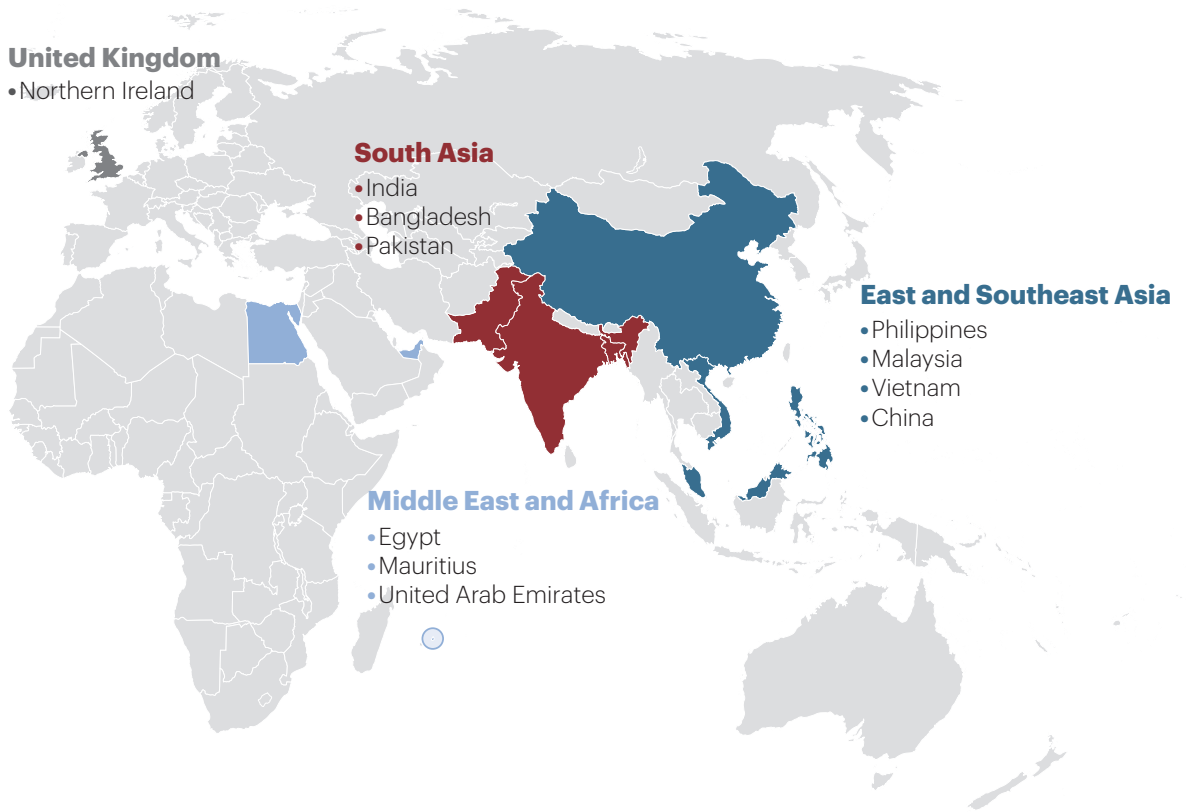 United Kingdom
•Northern Ireland
South Asia
•India
•Bangladesh
•Pakistan
East and Southeast Asia
•Philippines
•Malaysia
•Vietnam
•China
Middle East and Africa
•Egypt
•Mauritius
•United Arab Emirates